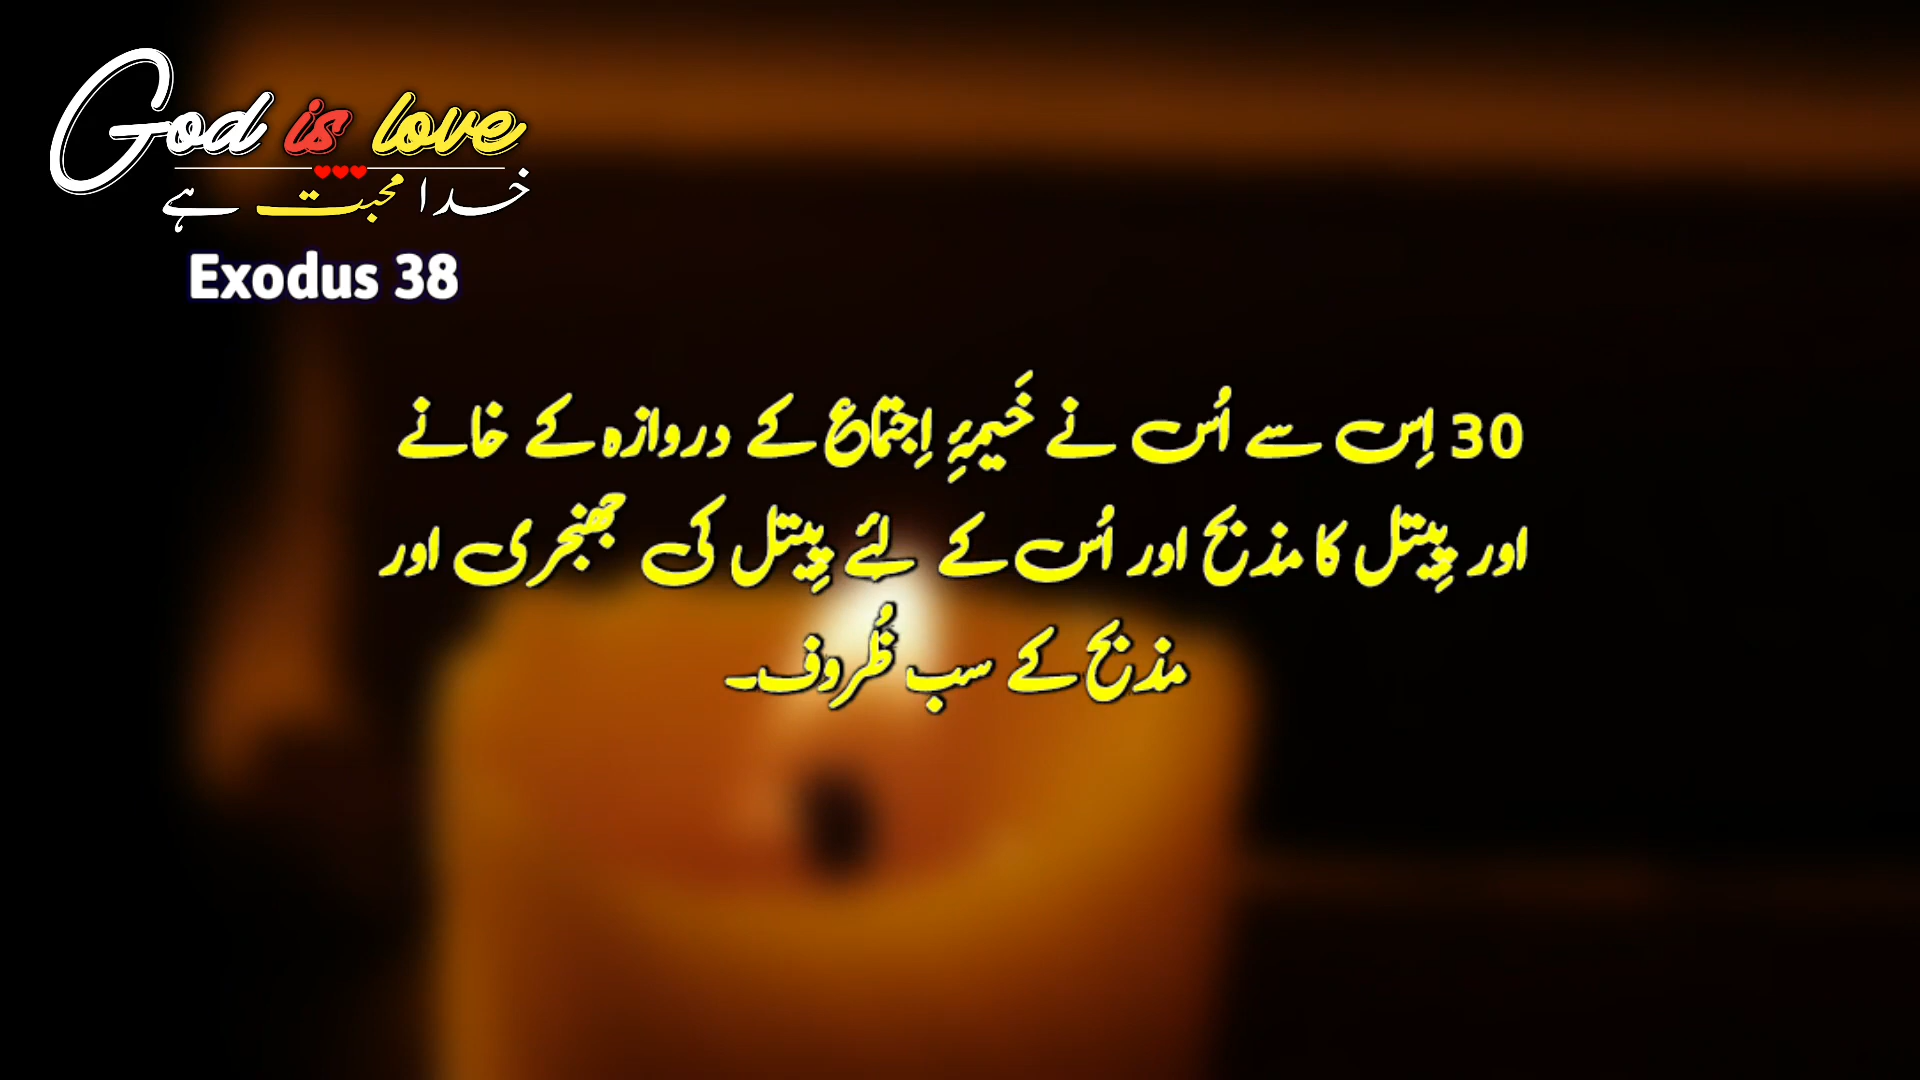 God is love
خدا محبت ہے
Exodus 38
30 اِس سے اُس نے خَیمۂِ اِجتماع کے دروازہ کے خانے
اور پِیتل کا مذبح اور اُس کے لئے پِیتل کی جھنجری اور
مذبح کے سب ظُروف۔